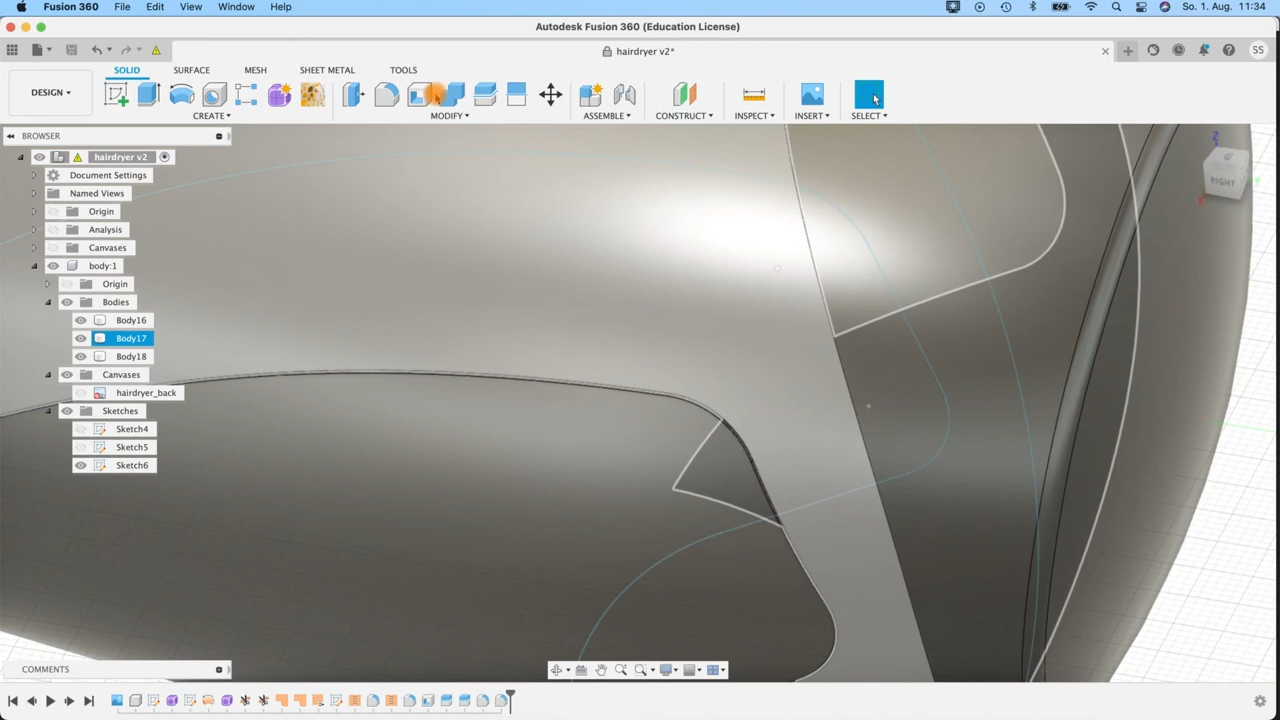 Fusion 360 File Edit View Window Help So. 1. Aug. 11:34
Autodesk Fusion 360 (Education License)
hairdryer v2*
SS
SOLID SURFACE MESH SHEET METAL TOOLS
DESIGN
CREATE MODIFY ASSEMBLE CONSTRUCT INSPECT INSERT SELECT
BROWSER
hairdryer v2
Document Settings
Named Views
Origin
Analysis
Canvases
body:1
Origin
Bodies
Body16
Body17
Body18
Canvases
hairdryer_back
Sketches
Sketch4
Sketch5
Sketch6
Z
RIGHT
X
COMMENTS